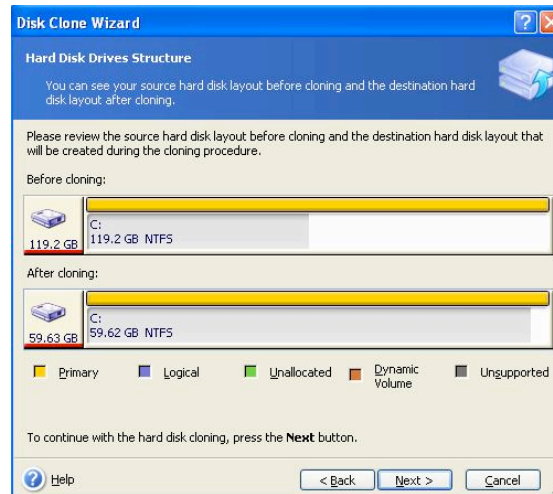 Disk Clone Wizard
Hard Disk Drives Structure
You can see your source hard disk layout before cloning and the destination hard
disk layout after cloning.
Please review the source hard disk layout before cloning and the destination hard disk layout that
will be created during the cloning procedure.
Before cloning:
C:
119.2 GB NTFS
119.2 GB
After cloning:
C:
59.62 GB NTFS
59.63 GB
Primary Logical Unallocated Dynamic Volume Unsupported
To continue with the hard disk cloning, press the Next button.
Help < Back Next > Cancel